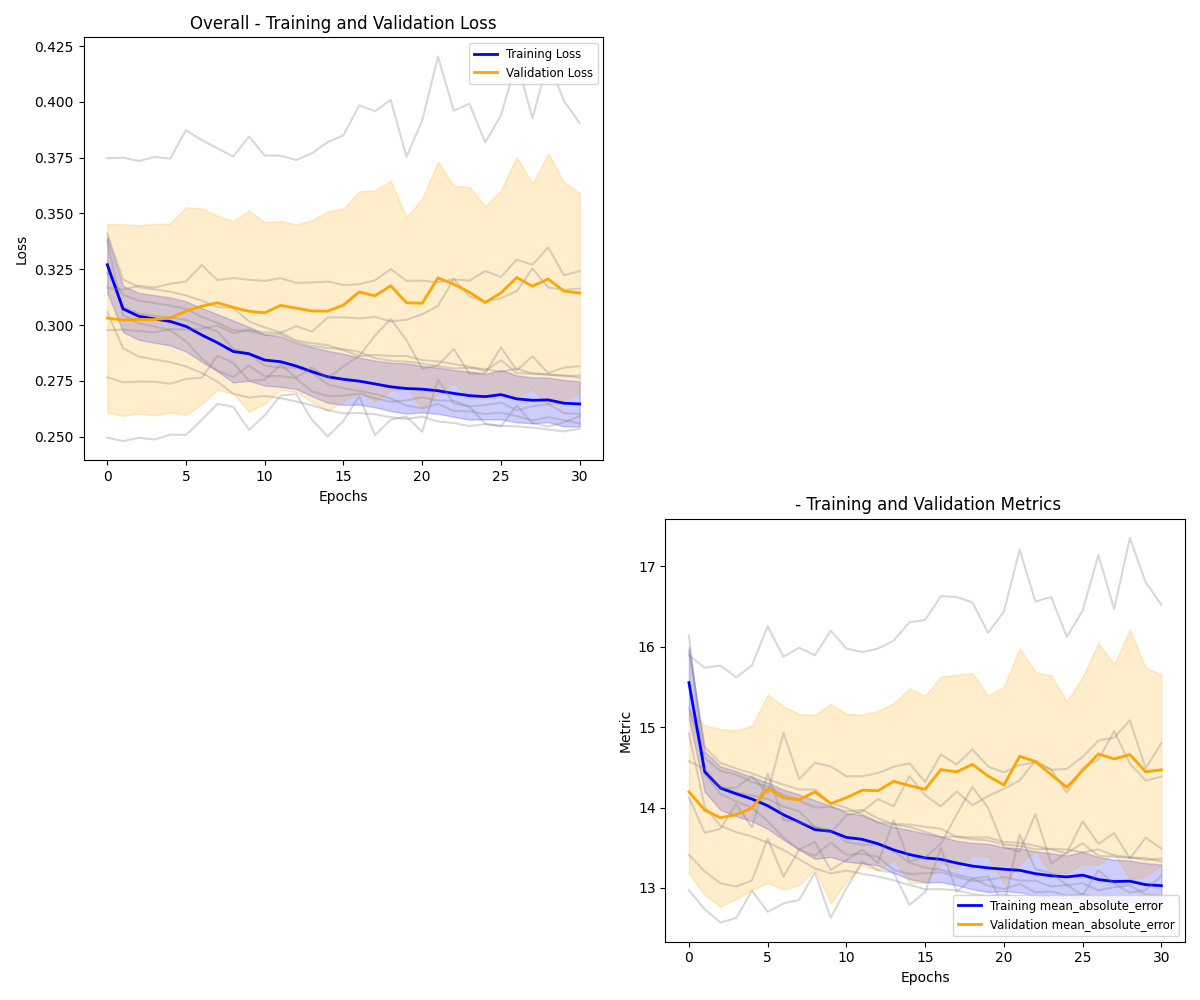 Overall - Training and Validation Loss
0.425
0.400
0.375
0.350
0.325
0.300
0.275
0.250
Loss
Training Loss
Validation Loss
0 5 10 15 20 25 30
Epochs
- Training and Validation Metrics
17
16
15
14
13
Metric
Training mean_absolute_error
Validation mean_absolute_error
0 5 10 15 20 25 30
Epochs